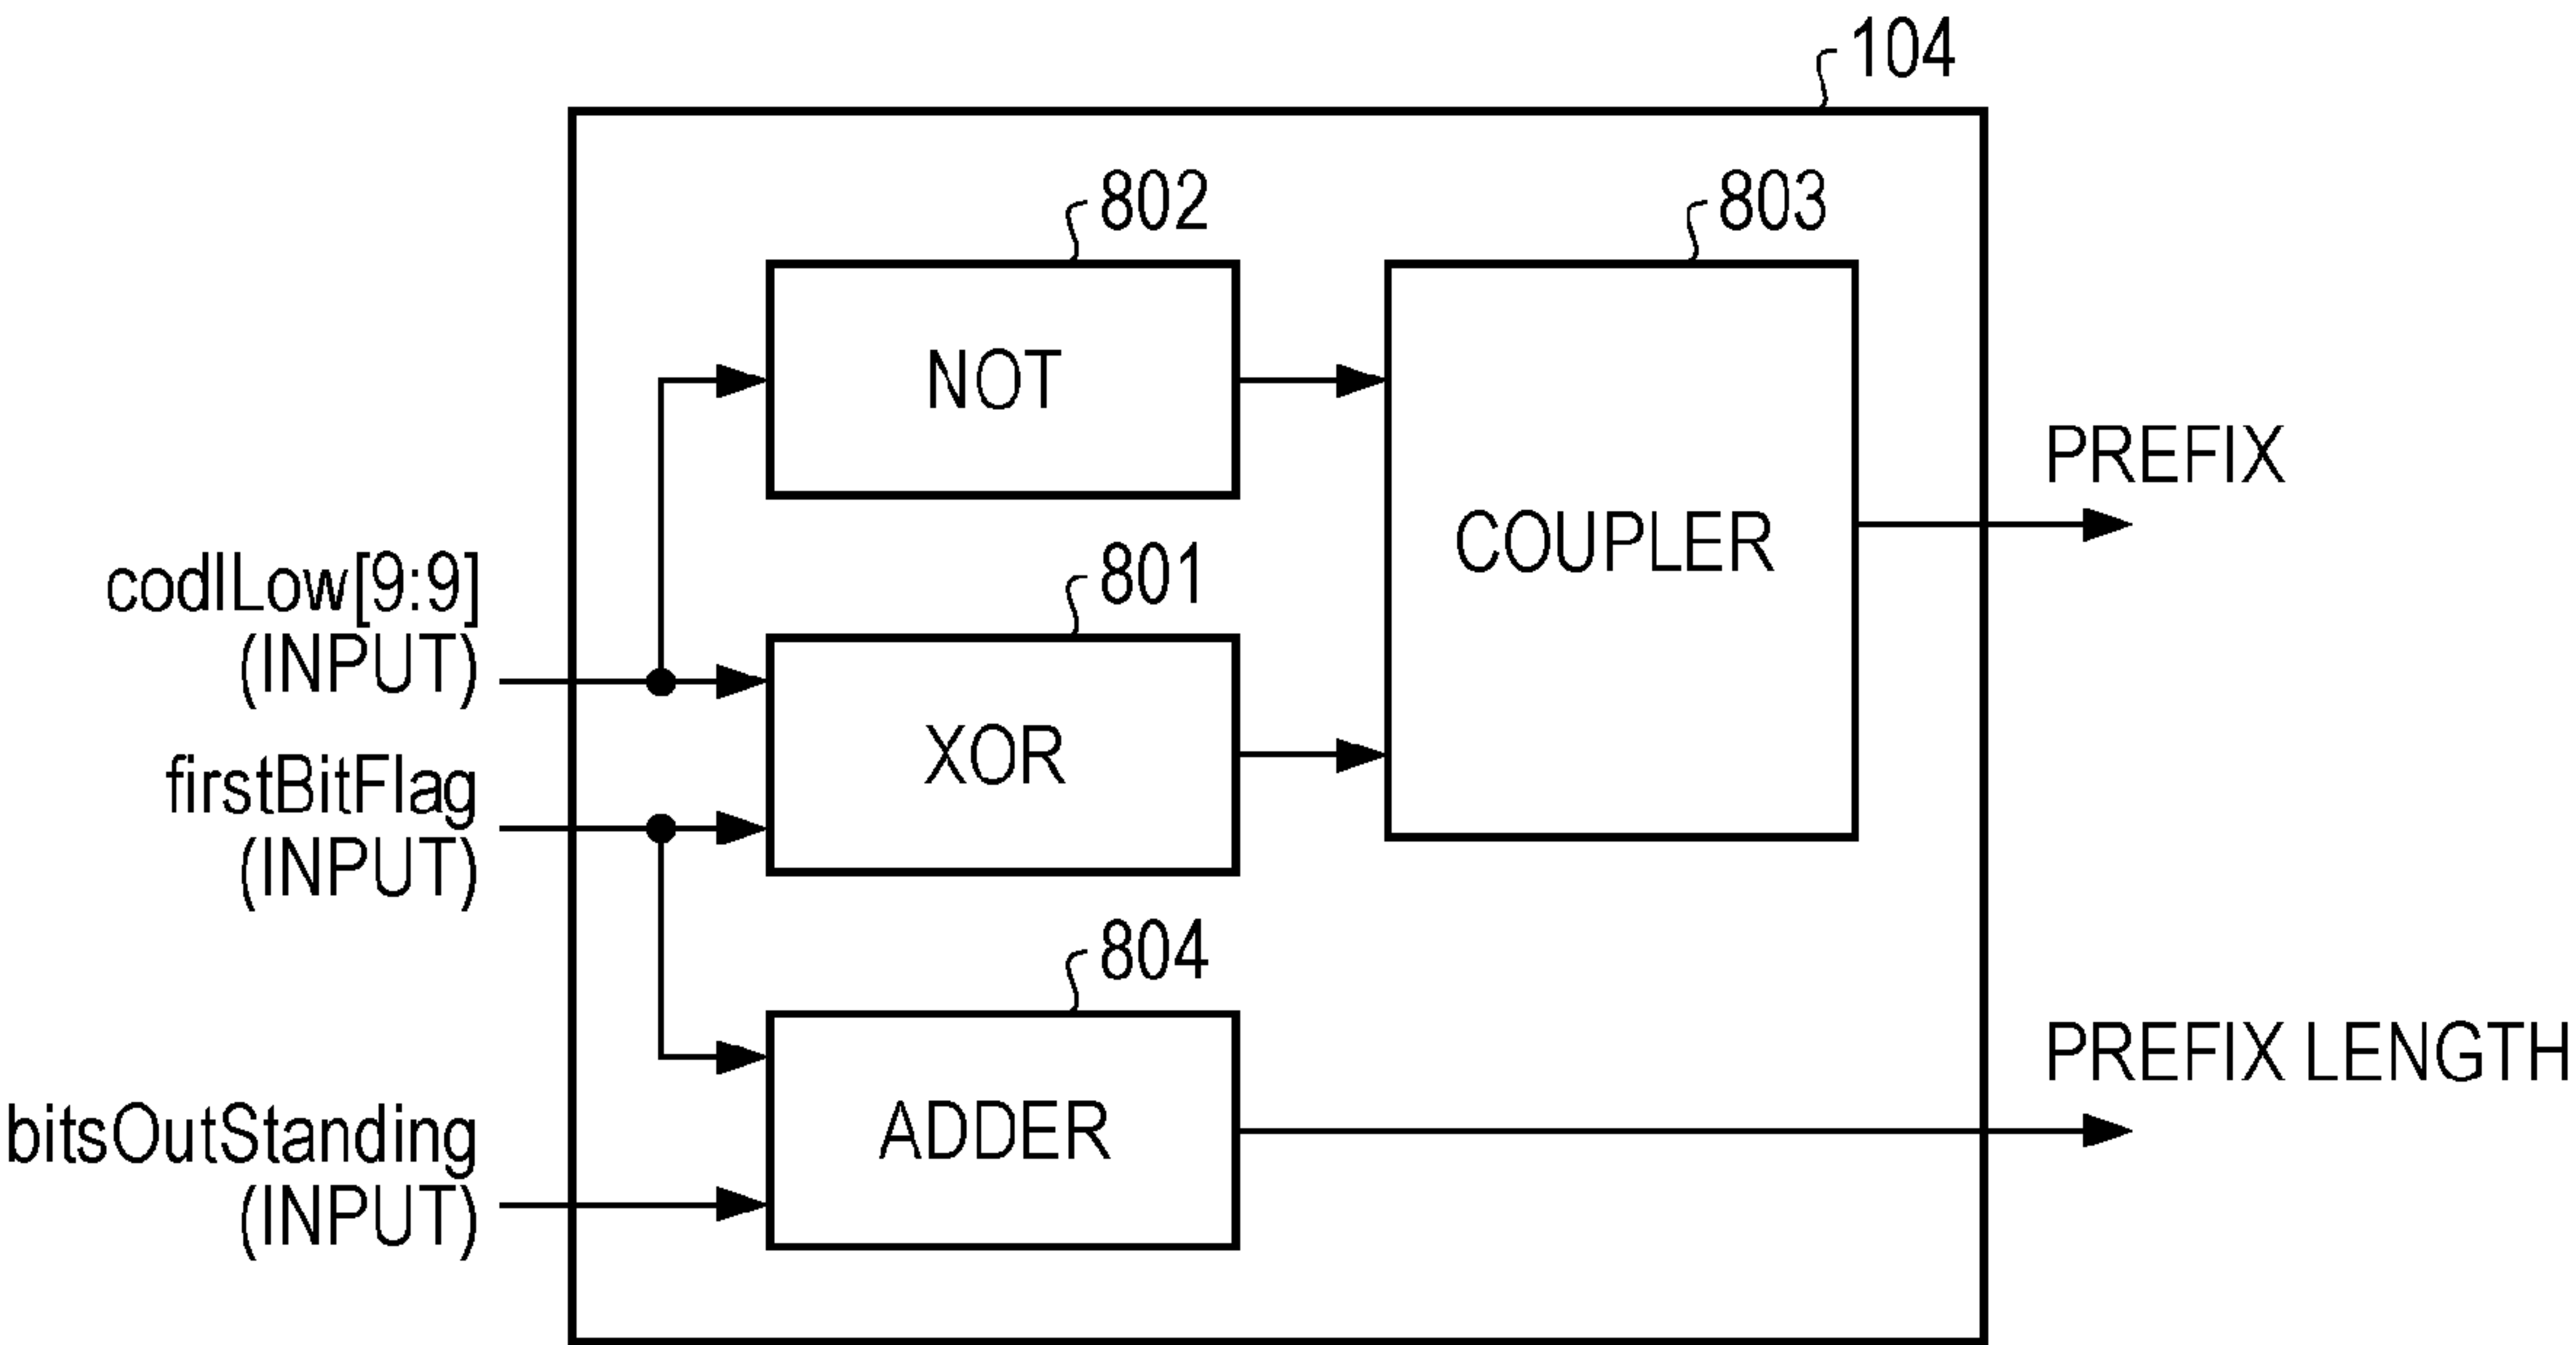 104
802
803
NOT
PREFIX
COUPLER
codILow[9:9]
(INPUT)
801
XOR
firstBitFlag
(INPUT)
804
PREFIX LENGTH
ADDER
bitsOutStanding
(INPUT)